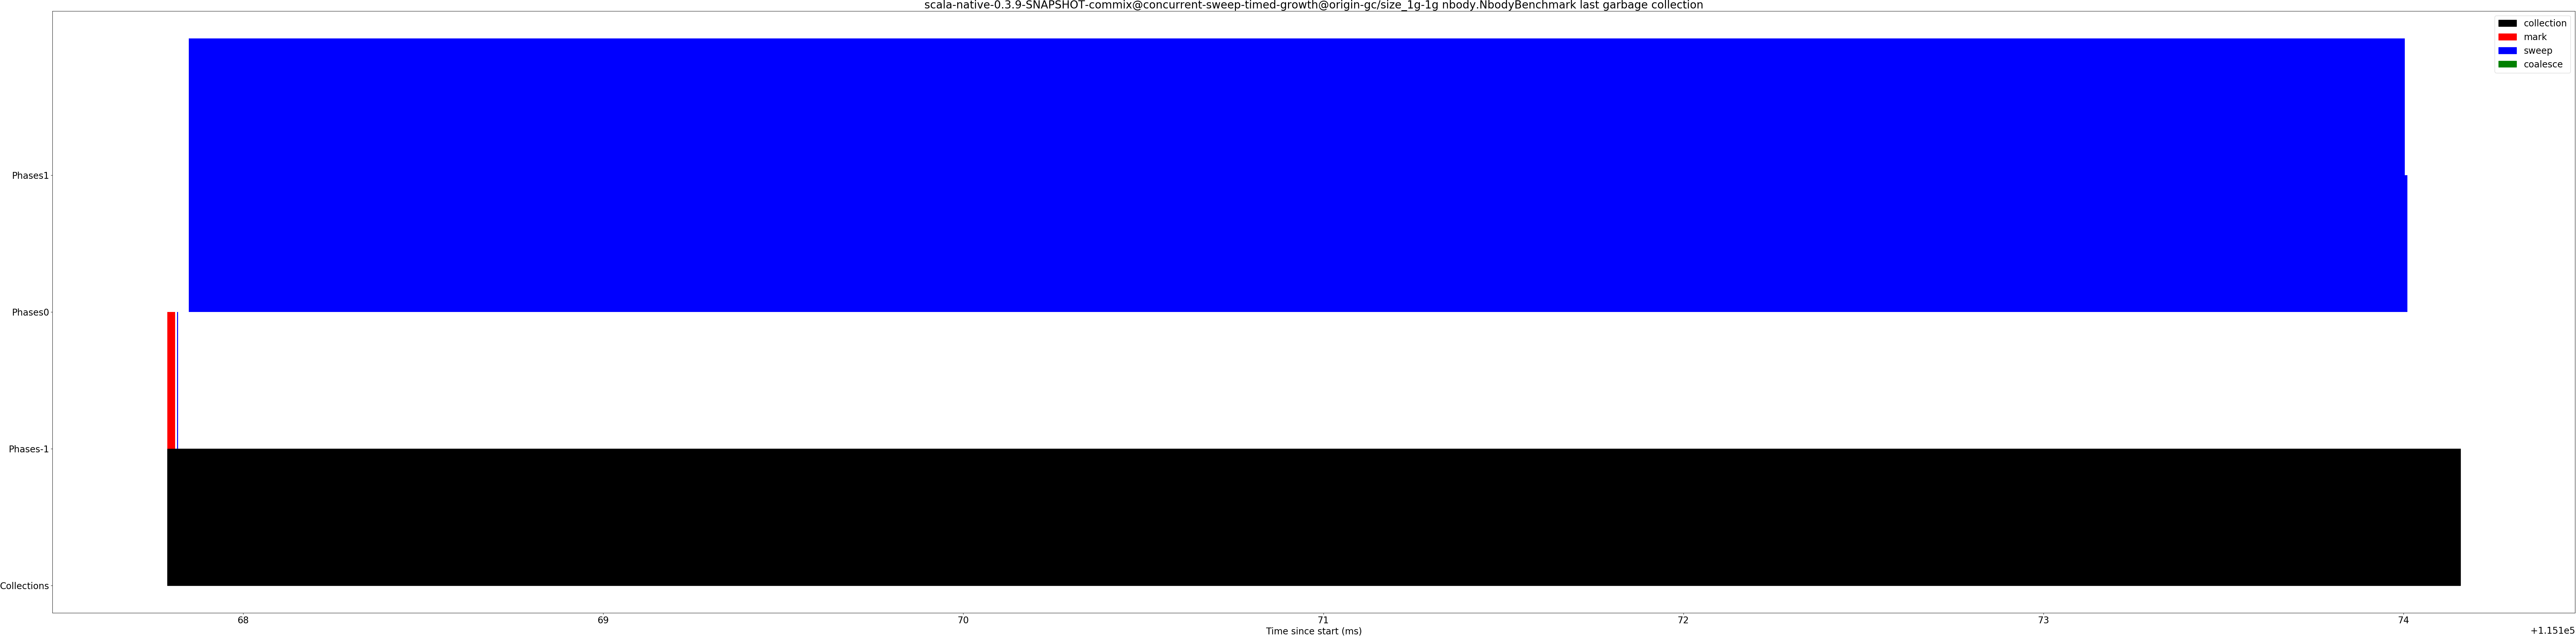 scala-native-0.3.9-SNAPSHOT-commix@concurrent-sweep-timed-growth@origin-gc/size_1g-1g nbody.NbodyBenchmark last garbage collection
collection
mark
sweep
coalesce
Phases1
Phases0
Phases-1
Collections
68 69 70 71 72 73 74
Time since start (ms)
+1.151e5